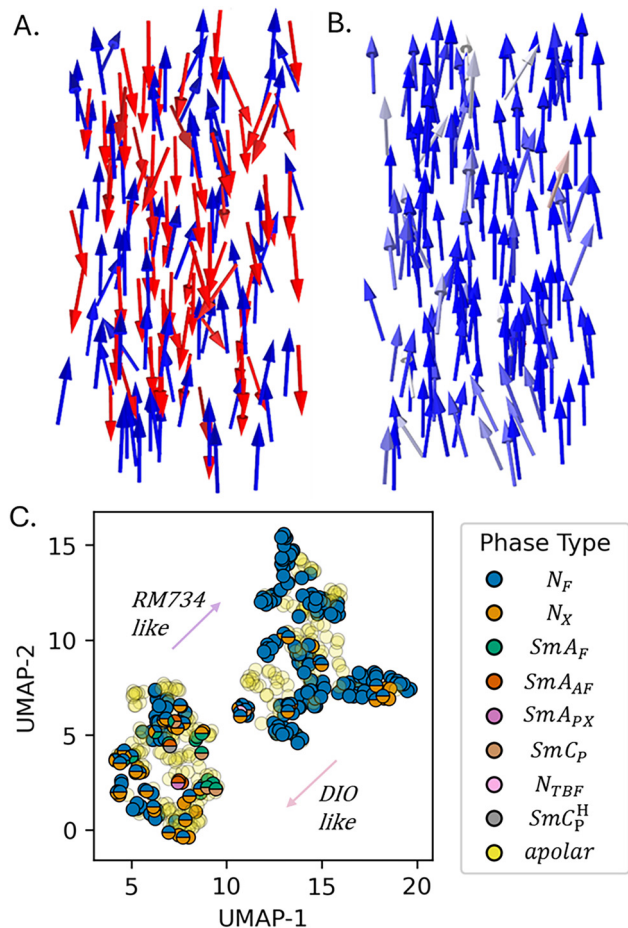 A.
B.
C.
15
10
5
0
UMAP-2
RM734
like
DIO
like
5
10
15
20
UMAP-1
Phase Type
N_F
N_X
SmA_F
SmA_AF
SmA_PX
SmC_P
N_TBF
SmC_P^H
apolar